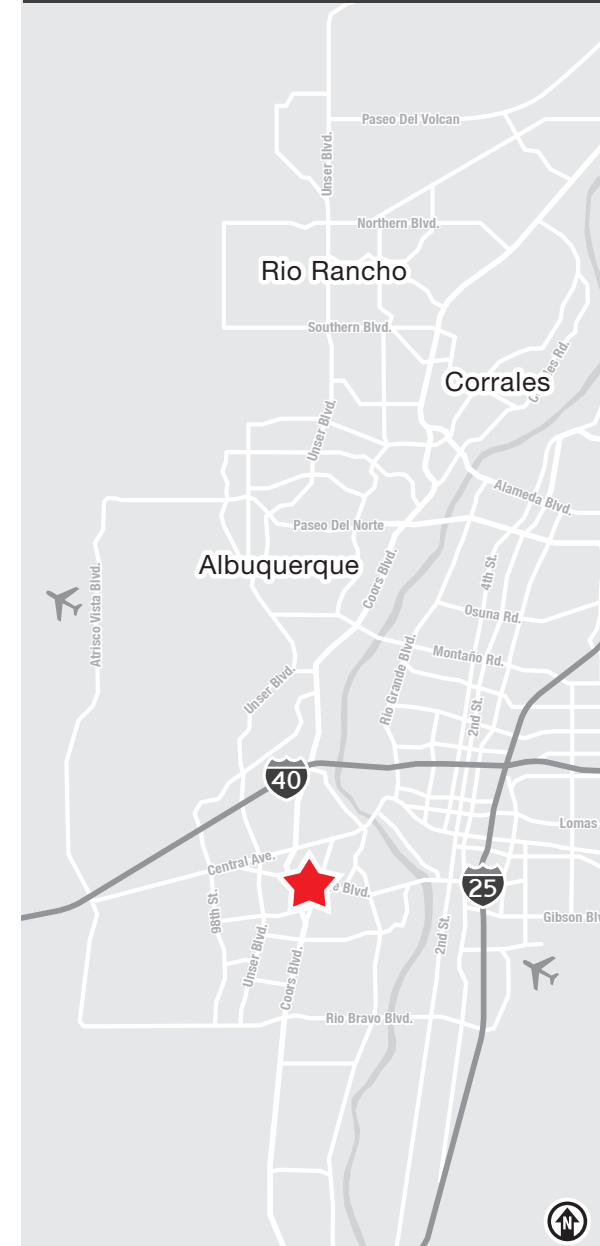 Paseo Del Volcan
Unser Blvd.
Northern Blvd.
Rio Rancho
Southern Blvd.
Corrales
Rd.
Unser Blvd.
Alameda Blvd.
Paseo Del Norte
Albuquerque
Coors Blvd.
4th St.
Atrisco Vista Blvd.
Osuna Rd.
Montaño Rd.
Rio Grande Blvd.
Unser Blvd.
2nd St.
40
Lomas
Central Ave.
Blvd.
25
98th St.
Gibson Blv
2nd St.
Unser Blvd.
Coors Blvd.
Rio Bravo Blvd.
N